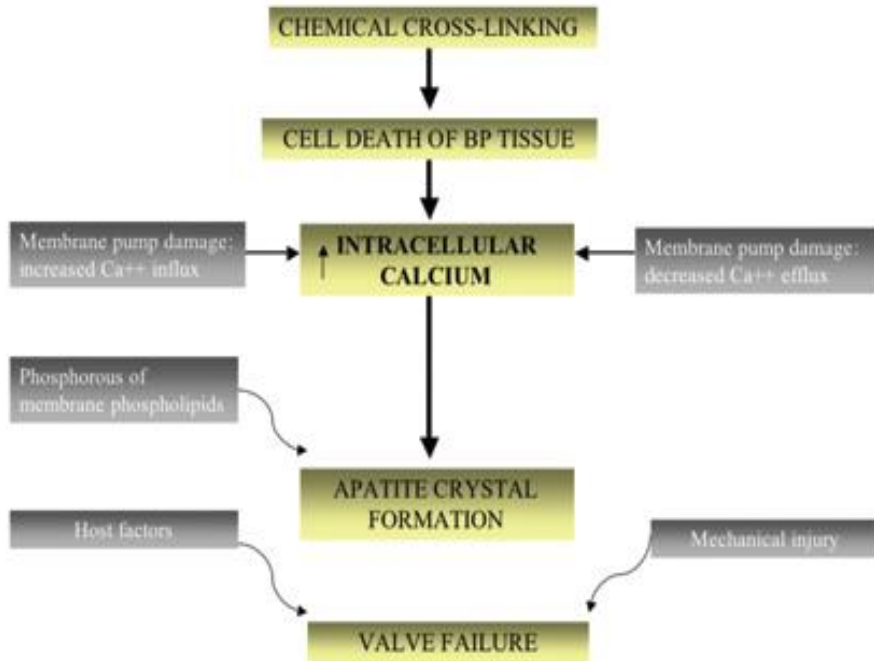 CHEMICAL CROSS-LINKING
CELL DEATH OF BP TISSUE
Membrane pump damage:
increased Ca++ influx
↑ INTRACELLULAR
CALCIUM
Membrane pump damage:
decreased Ca++ efflux
Phosphorous of
membrane phospholipids
APATITE CRYSTAL
FORMATION
Host factors
Mechanical injury
VALVE FAILURE